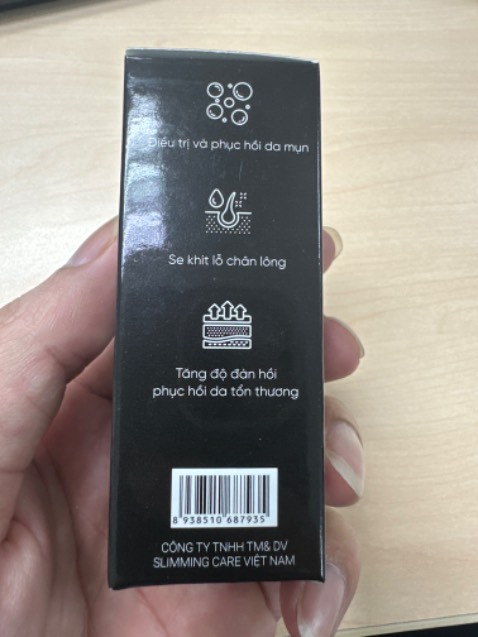 Điều trị và phục hồi da mụn
Se khít lỗ chân lông
Tăng độ đàn hồi
phục hồi da tổn thương
8 938510 687935
CÔNG TY TNHH TM& DV
SLIMMING CARE VIỆT NAM